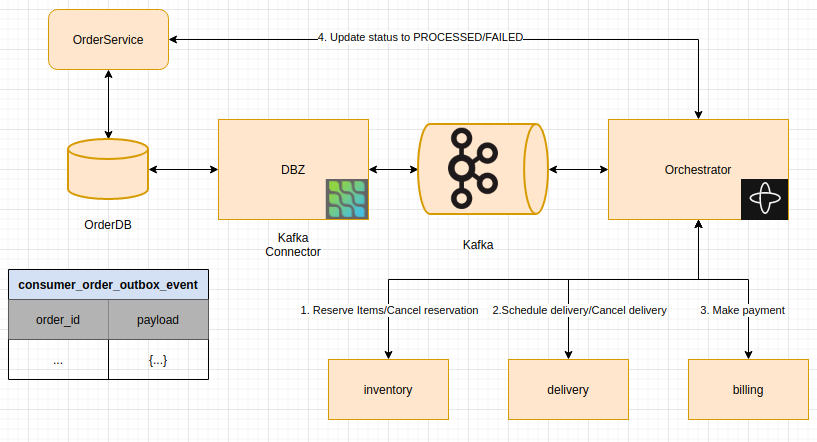 OrderService
4. Update status to PROCESSED/FAILED
DBZ
Orchestrator
OrderDB
Kafka
Connector
Kafka
consumer_order_outbox_event
order_id payload
... {...}
1. Reserve Items/Cancel reservation
2.Schedule delivery/Cancel delivery
3. Make payment
inventory
delivery
billing